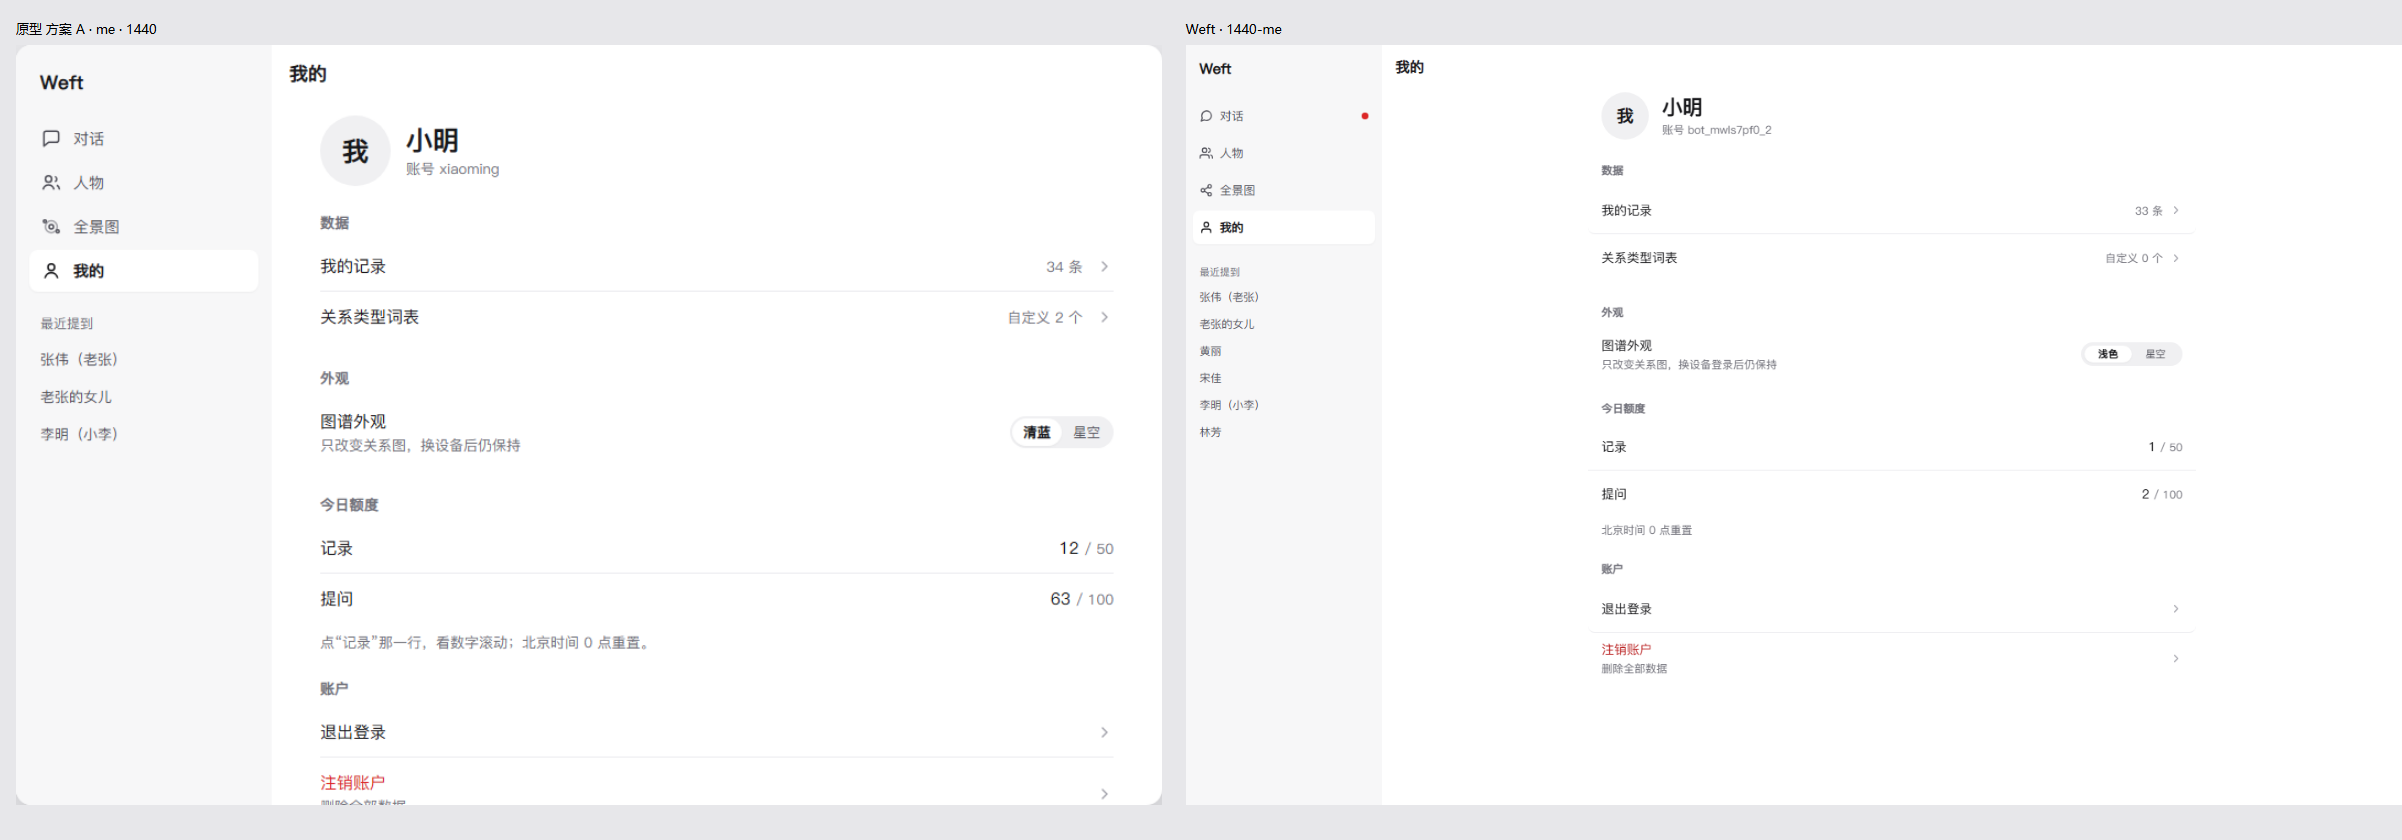 原型 方案 A · me · 1440
Weft
对话
人物
全景图
我的
最近提到
张伟（老张）
老张的女儿
李明（小李）
我的
我
小明
账号 xiaoming
数据
我的记录
34 条
关系类型词表
自定义 2 个
外观
图谱外观
只改变关系图，换设备后仍保持
清蓝
星空
今日额度
记录
12 / 50
提问
63 / 100
点“记录”那一行，看数字滚动；北京时间 0 点重置。
账户
退出登录
注销账户
删除全部数据
Weft · 1440-me
Weft
对话
人物
全景图
我的
最近提到
张伟（老张）
老张的女儿
黄丽
宋佳
李明（小李）
林芳
我的
我
小明
账号 bot_mwls7pf0_2
数据
我的记录
33 条
关系类型词表
自定义 0 个
外观
图谱外观
只改变关系图，换设备登录后仍保持
浅色
星空
今日额度
记录
1 / 50
提问
2 / 100
北京时间 0 点重置
账户
退出登录
注销账户
删除全部数据